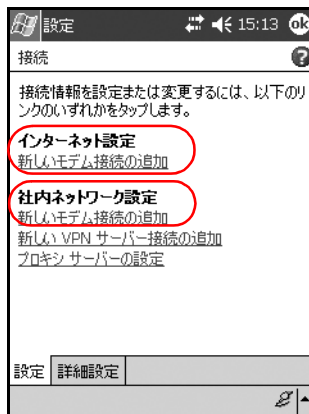 設定 15:13 ok
接続
接続情報を設定または変更するには、以下のリ
ンクのいずれかをタップします。
インターネット設定
新しいモデム接続の追加
社内ネットワーク設定
新しいモデム接続の追加
新しい VPN サーバー接続の追加
プロキシ サーバーの設定
設定 詳細設定